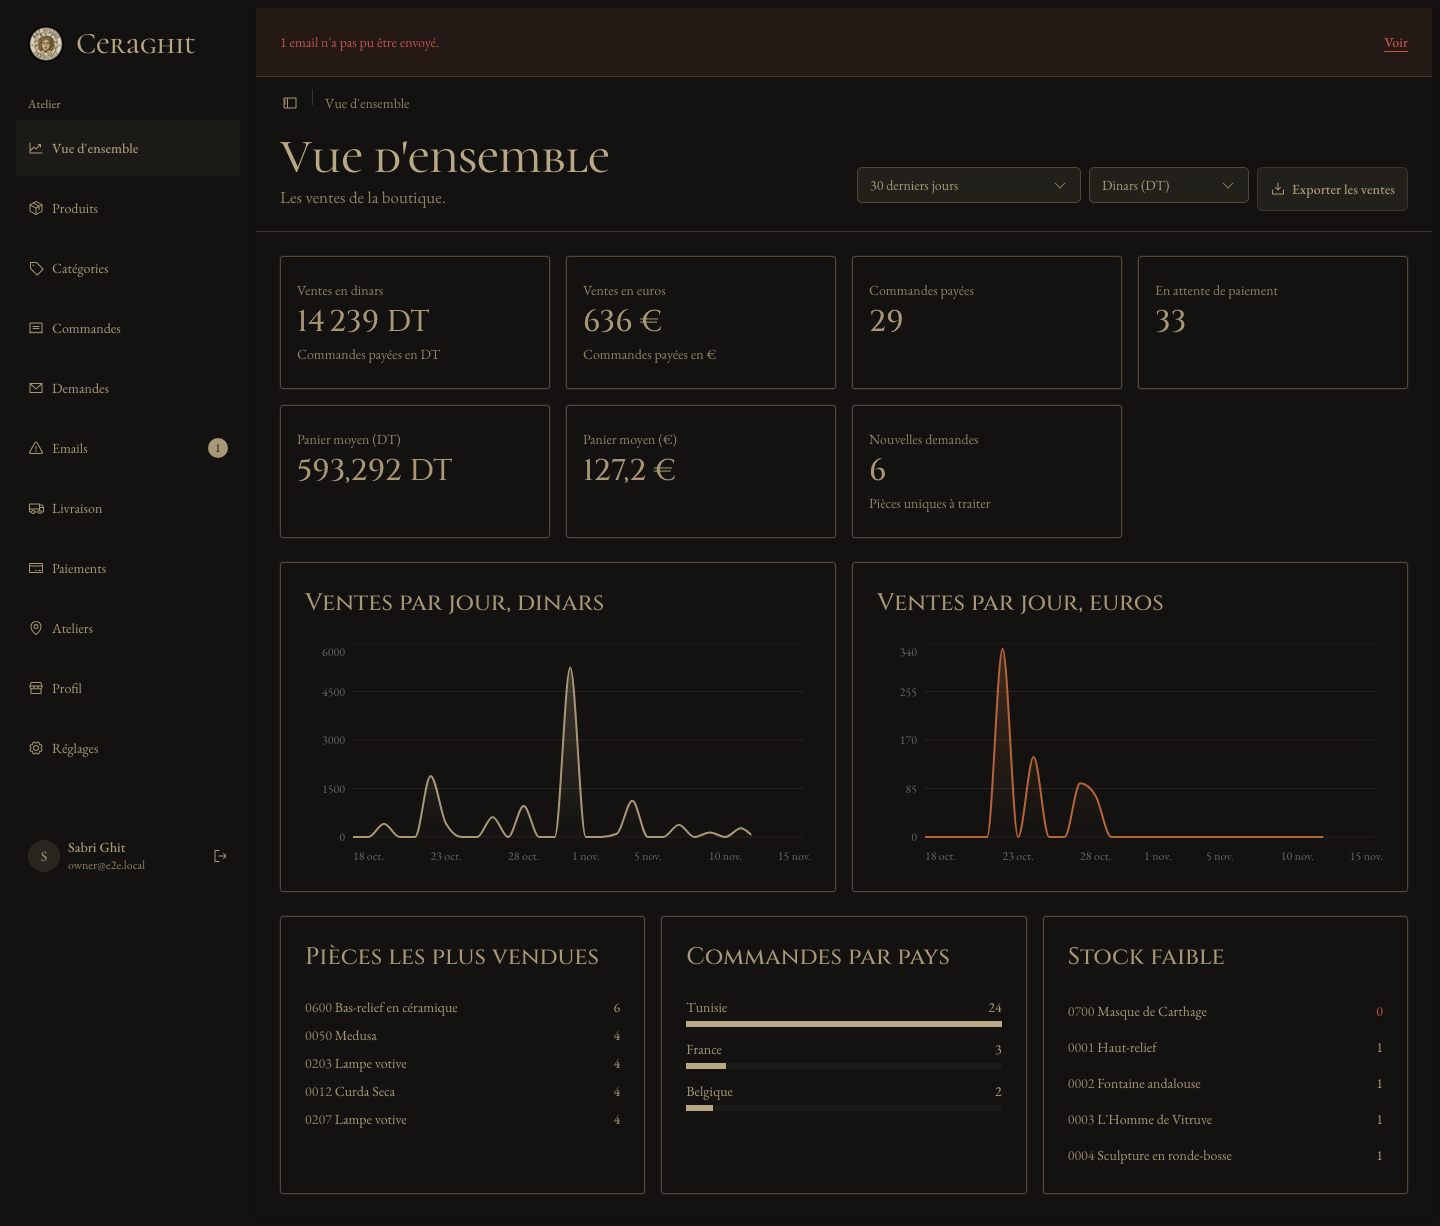 Ceraghit
Atelier
Vue d'ensemble
Produits
Catégories
Commandes
Demandes
Emails 1
Livraison
Paiements
Ateliers
Profil
Réglages
S
Sabri Ghit
owner@e2e.local
1 email n'a pas pu être envoyé. Voir
Vue d'ensemble
Vue d'ensemble
Les ventes de la boutique.
30 derniers jours
Dinars (DT)
Exporter les ventes
Ventes en dinars
14 239 DT
Commandes payées en DT
Ventes en euros
636 €
Commandes payées en €
Commandes payées
29
En attente de paiement
33
Panier moyen (DT)
593,292 DT
Panier moyen (€)
127,2 €
Nouvelles demandes
6
Pièces uniques à traiter
Ventes par jour, dinars
6000
4500
3000
1500
0
18 oct. 23 oct. 28 oct. 1 nov. 5 nov. 10 nov. 15 nov.
Ventes par jour, euros
340
255
170
85
0
18 oct. 23 oct. 28 oct. 1 nov. 5 nov. 10 nov. 15 nov.
Pièces les plus vendues
0600 Bas-relief en céramique 6
0050 Medusa 4
0203 Lampe votive 4
0012 Curda Seca 4
0207 Lampe votive 4
Commandes par pays
Tunisie 24
France 3
Belgique 2
Stock faible
0700 Masque de Carthage 0
0001 Haut-relief 1
0002 Fontaine andalouse 1
0003 L'Homme de Vitruve 1
0004 Sculpture en ronde-bosse 1